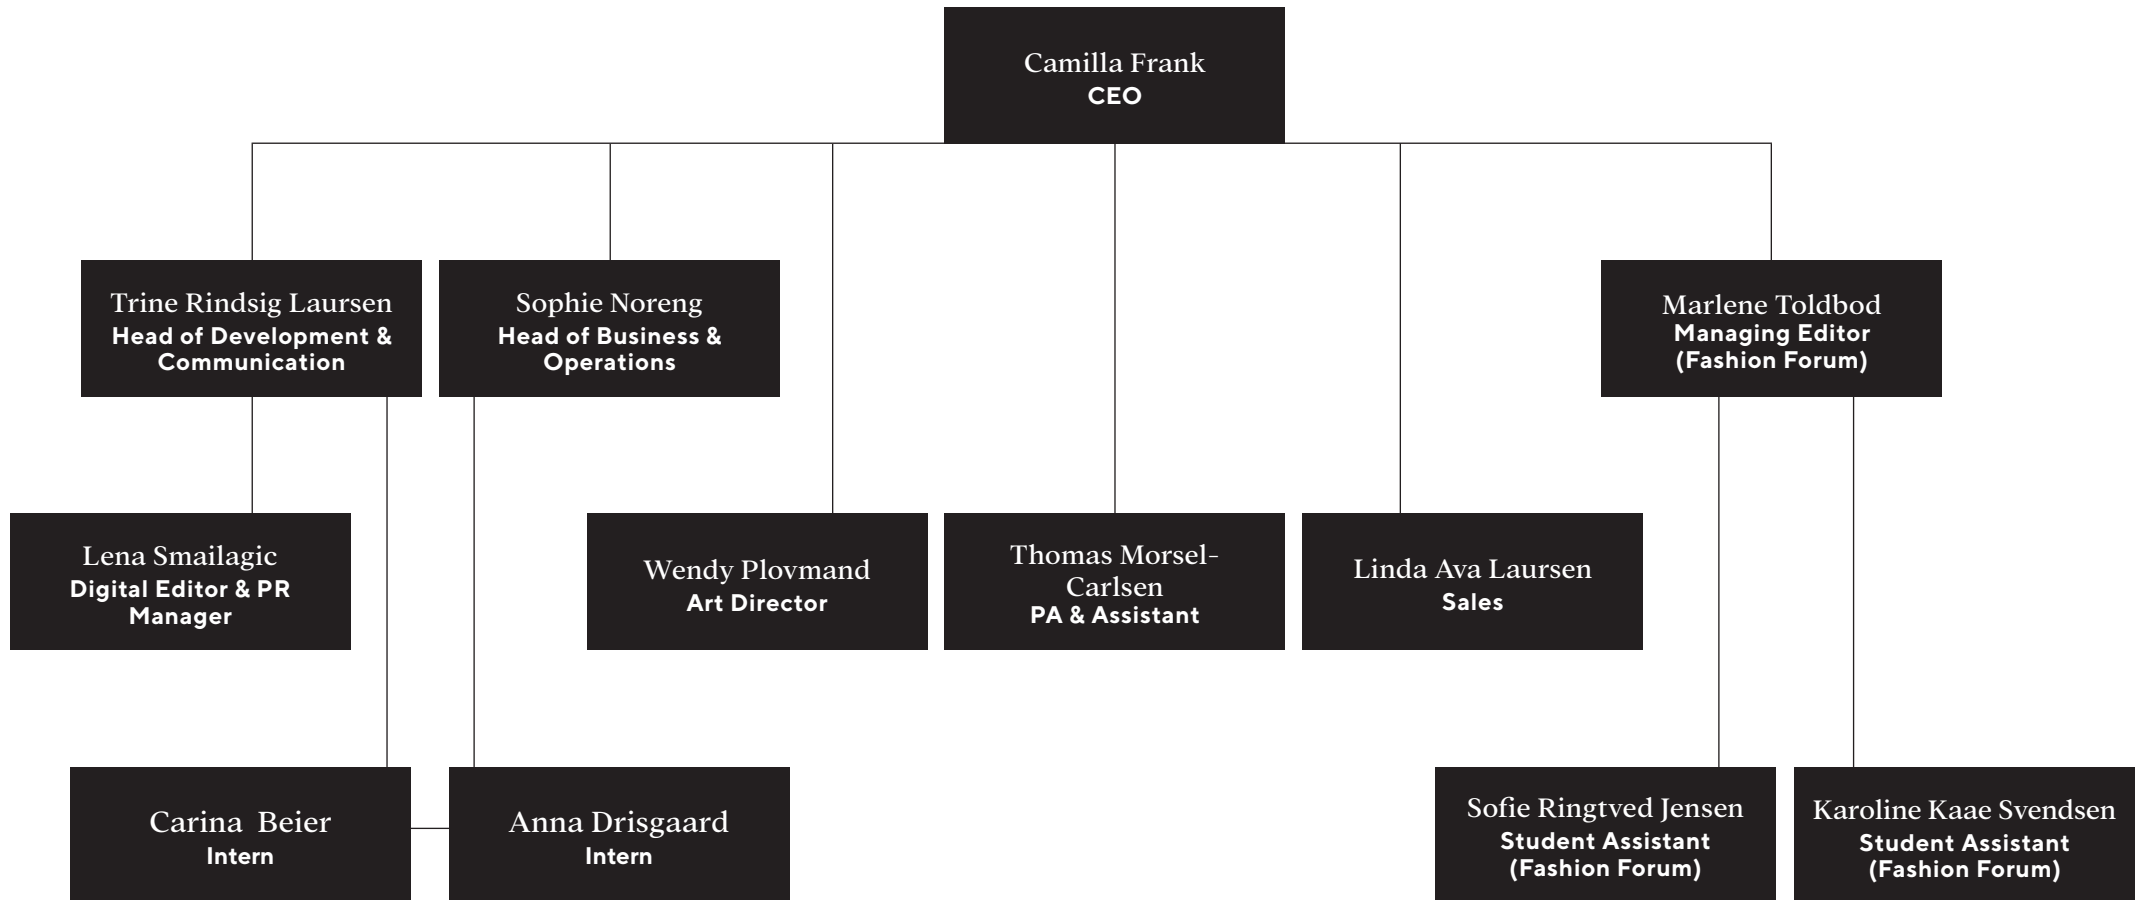 Camilla Frank
CEO
Trine Rindsig Laursen
Head of Development &
Communication
Sophie Noreng
Head of Business &
Operations
Marlene Toldbod
Managing Editor
(Fashion Forum)
Lena Smailagic
Digital Editor & PR
Manager
Wendy Plovmand
Art Director
Thomas Morsel-
Carlsen
PA & Assistant
Linda Ava Laursen
Sales
Carina  Beier
Intern
Anna Drisgaard
Intern
Sofie Ringtved Jensen
Student Assistant
(Fashion Forum)
Karoline Kaae Svendsen
Student Assistant
(Fashion Forum)